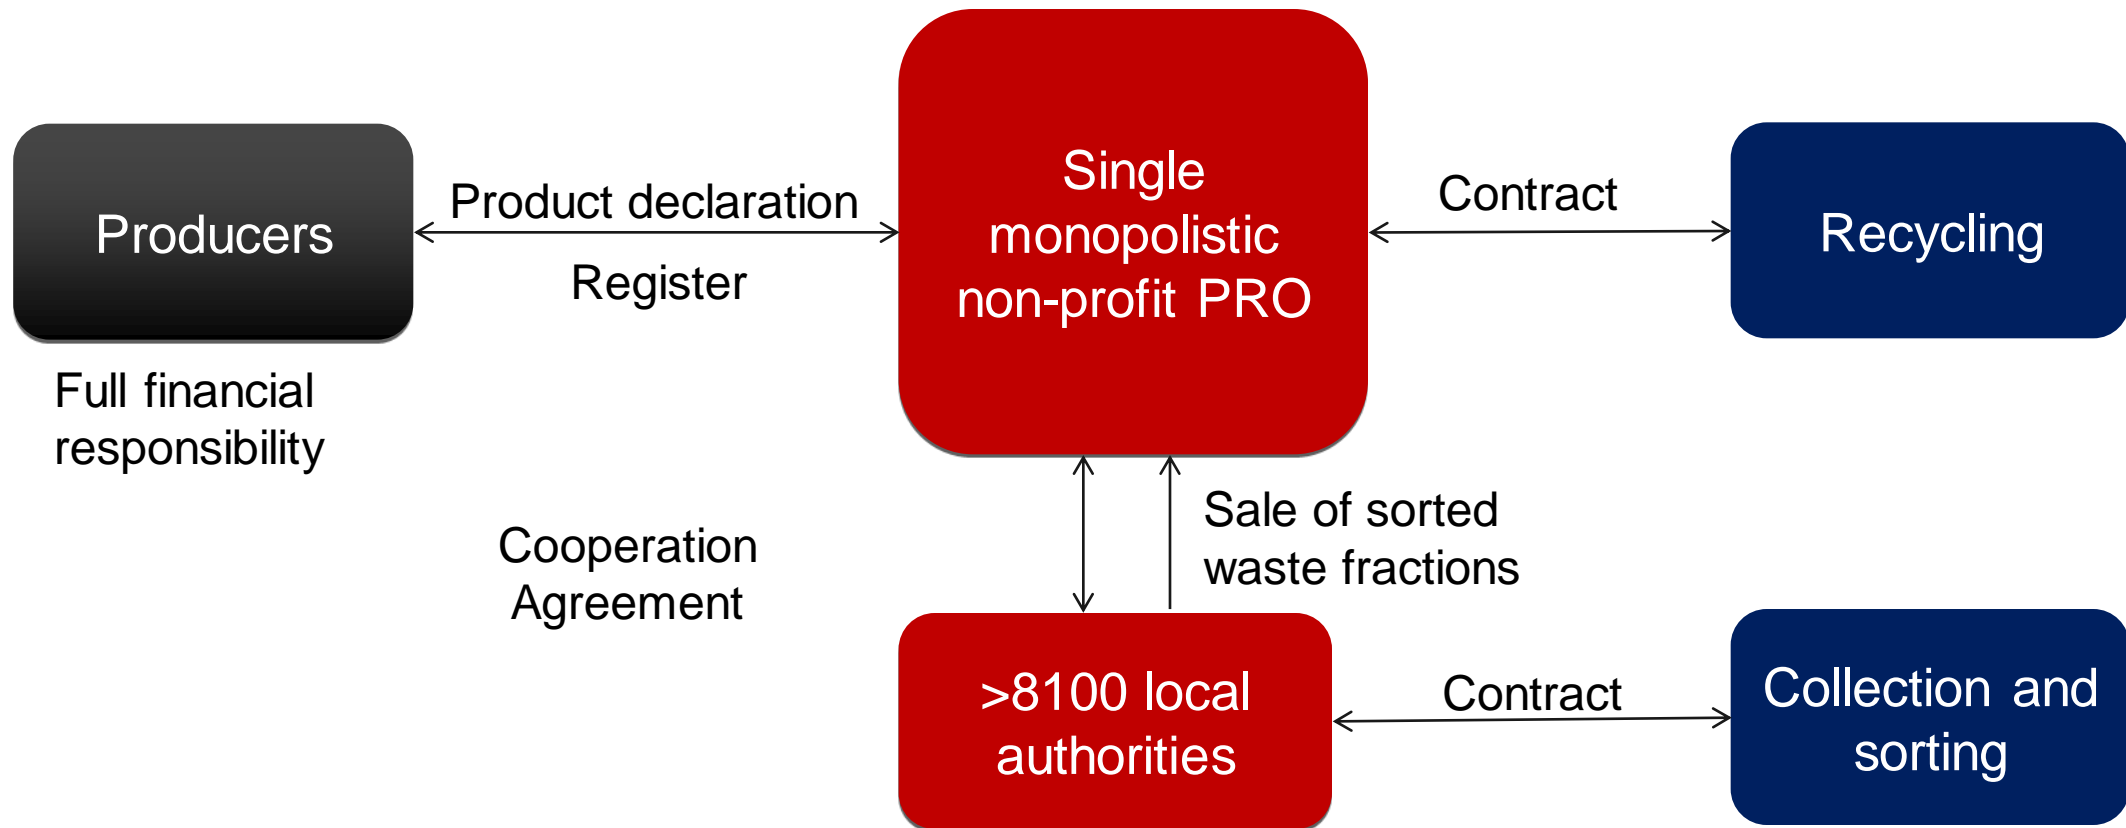 Producers
Product declaration
Register
Full financial
responsibility
Single
monopolistic
non-profit PRO
Contract
Recycling
Cooperation
Agreement
Sale of sorted
waste fractions
>8100 local
authorities
Contract
Collection and
sorting